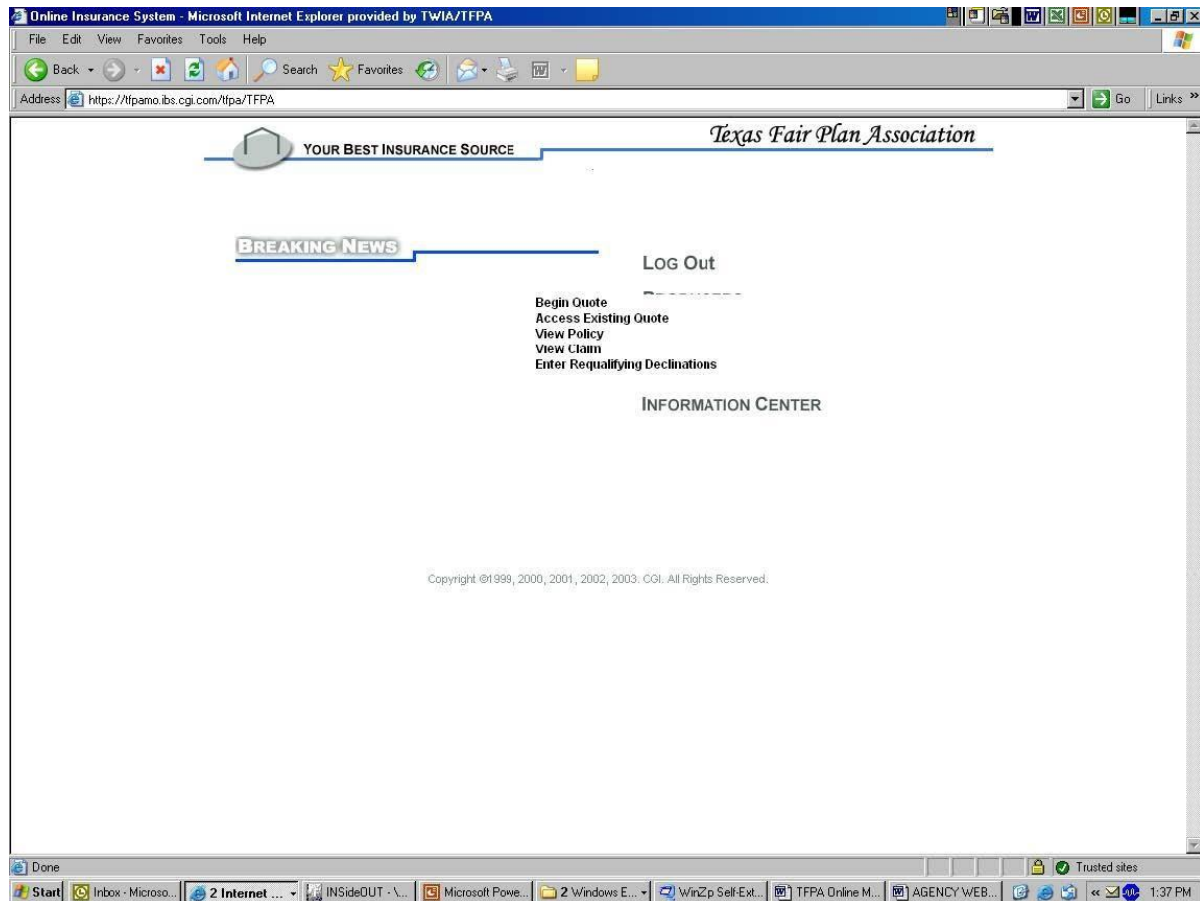 Online Insurance System - Microsoft Internet Explorer provided by TWIA/TFPA
File Edit View Favorites Tools Help
Back Search Favorites
Address https://tfpamo.ibs.cgi.com/tfpa/TFPA Go Links »
YOUR BEST INSURANCE SOURCE
Texas Fair Plan Association
BREAKING NEWS
LOG OUT
Begin Quote
Access Existing Quote
View Policy
View Claim
Enter Requalifying Declinations
INFORMATION CENTER
Copyright ©1999, 2000, 2001, 2002, 2003. CGI. All Rights Reserved.
Done Trusted sites
Start Inbox - Microso... 2 Internet ... INSideOUT - \... Microsoft Powe... 2 Windows E... WinZp Self-Ext... TFPA Online M... AGENCY WEB... « 1:37 PM